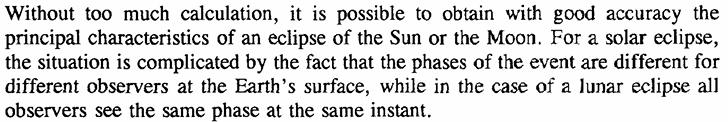 Without too much calculation, it is possible to obtain with good accuracy the
principal characteristics of an eclipse of the Sun or the Moon. For a solar eclipse,
the situation is complicated by the fact that the phases of the event are different for
different observers at the Earth's surface, while in the case of a lunar eclipse all
observers see the same phase at the same instant.